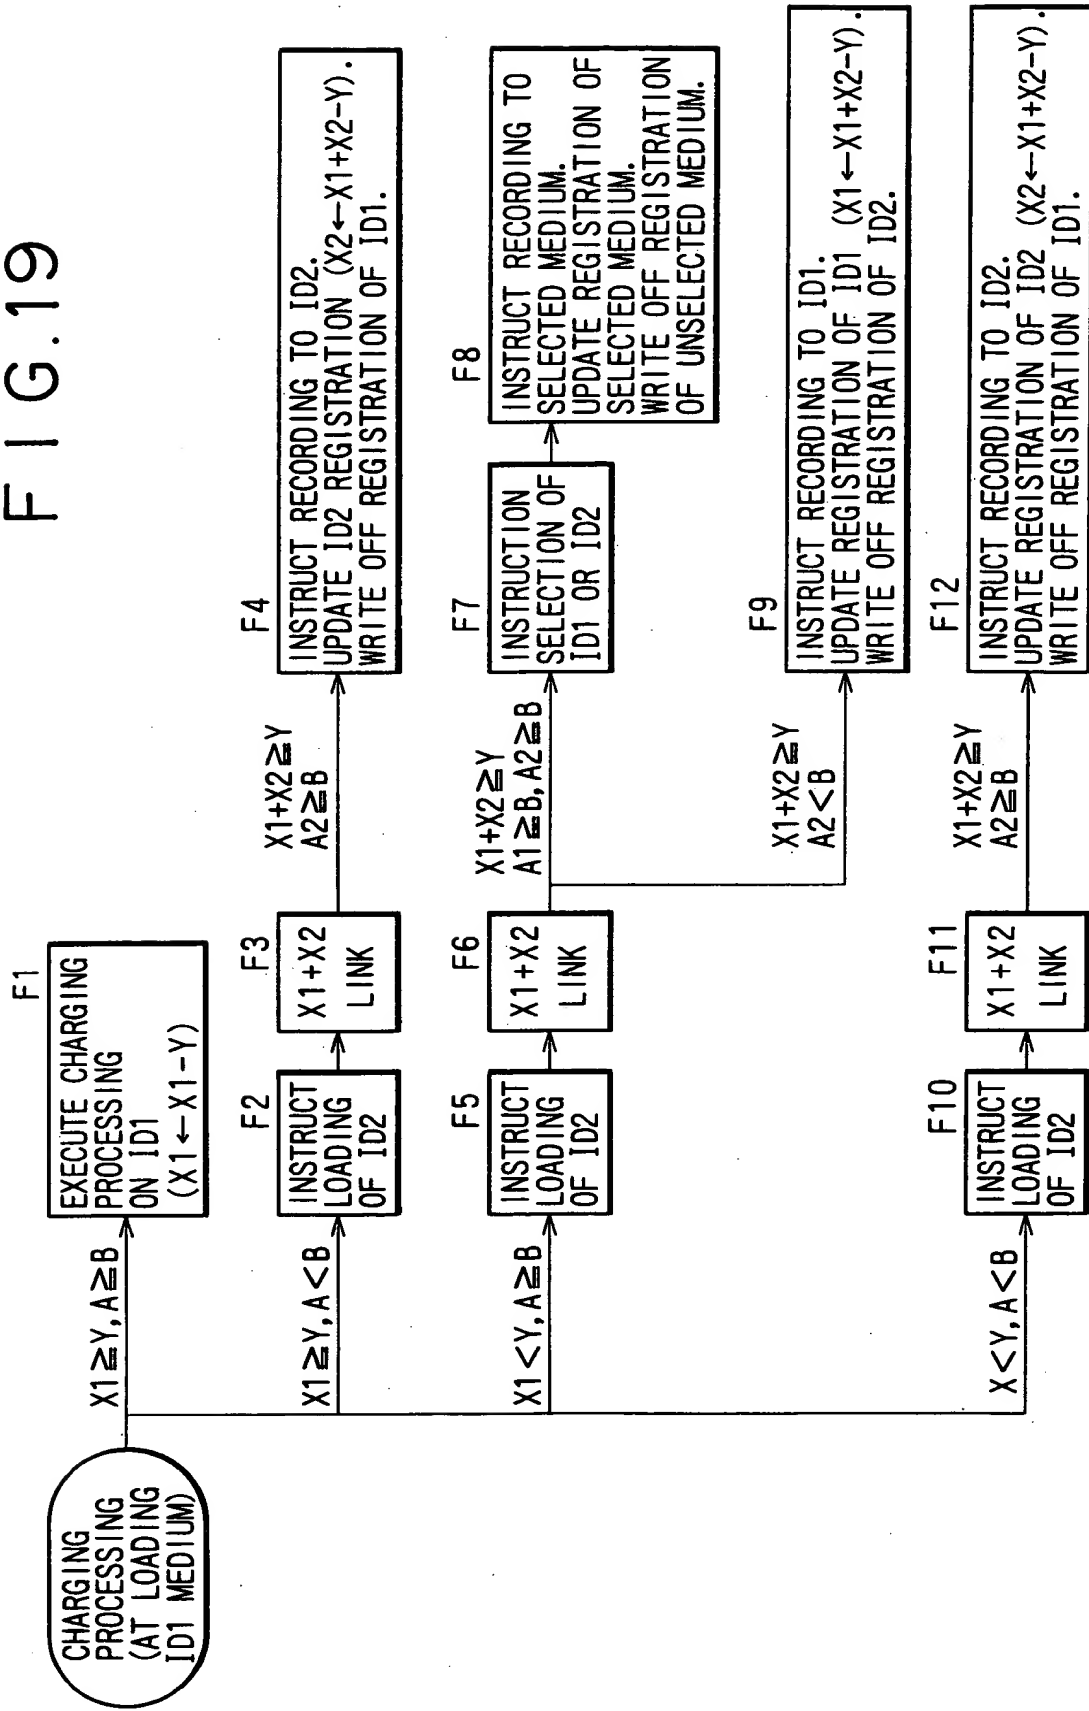 FIG.19
CHARGING
PROCESSING
(AT LOADING
ID1 MEDIUM)
X1≧Y,A≧B
F1
EXECUTE CHARGING
PROCESSING
ON ID1
(X1←X1-Y)
X1≧Y,A<B
F2
INSTRUCT
LOADING
OF ID2
F3
X1+X2
LINK
X1+X2≧Y
A2≧B
F4
INSTRUCT RECORDING TO ID2.
UPDATE ID2 REGISTRATION (X2←X1+X2-Y).
WRITE OFF REGISTRATION OF ID1.
X1<Y,A≧B
F5
INSTRUCT
LOADING
OF ID2
F6
X1+X2
LINK
X1+X2≧Y
A1≧B,A2≧B
F7
INSTRUCTION
SELECTION OF
ID1 OR ID2
F8
INSTRUCT RECORDING TO
SELECTED MEDIUM.
UPDATE REGISTRATION OF
SELECTED MEDIUM.
WRITE OFF REGISTRATION
OF UNSELECTED MEDIUM.
X1+X2≧Y
A2<B
F9
INSTRUCT RECORDING TO ID1.
UPDATE REGISTRATION OF ID1 (X1←X1+X2-Y).
WRITE OFF REGISTRATION OF ID2.
X<Y,A<B
F10
INSTRUCT
LOADING
OF ID2
F11
X1+X2
LINK
X1+X2≧Y
A2≧B
F12
INSTRUCT RECORDING TO ID2.
UPDATE REGISTRATION OF ID2 (X2←X1+X2-Y).
WRITE OFF REGISTRATION OF ID1.